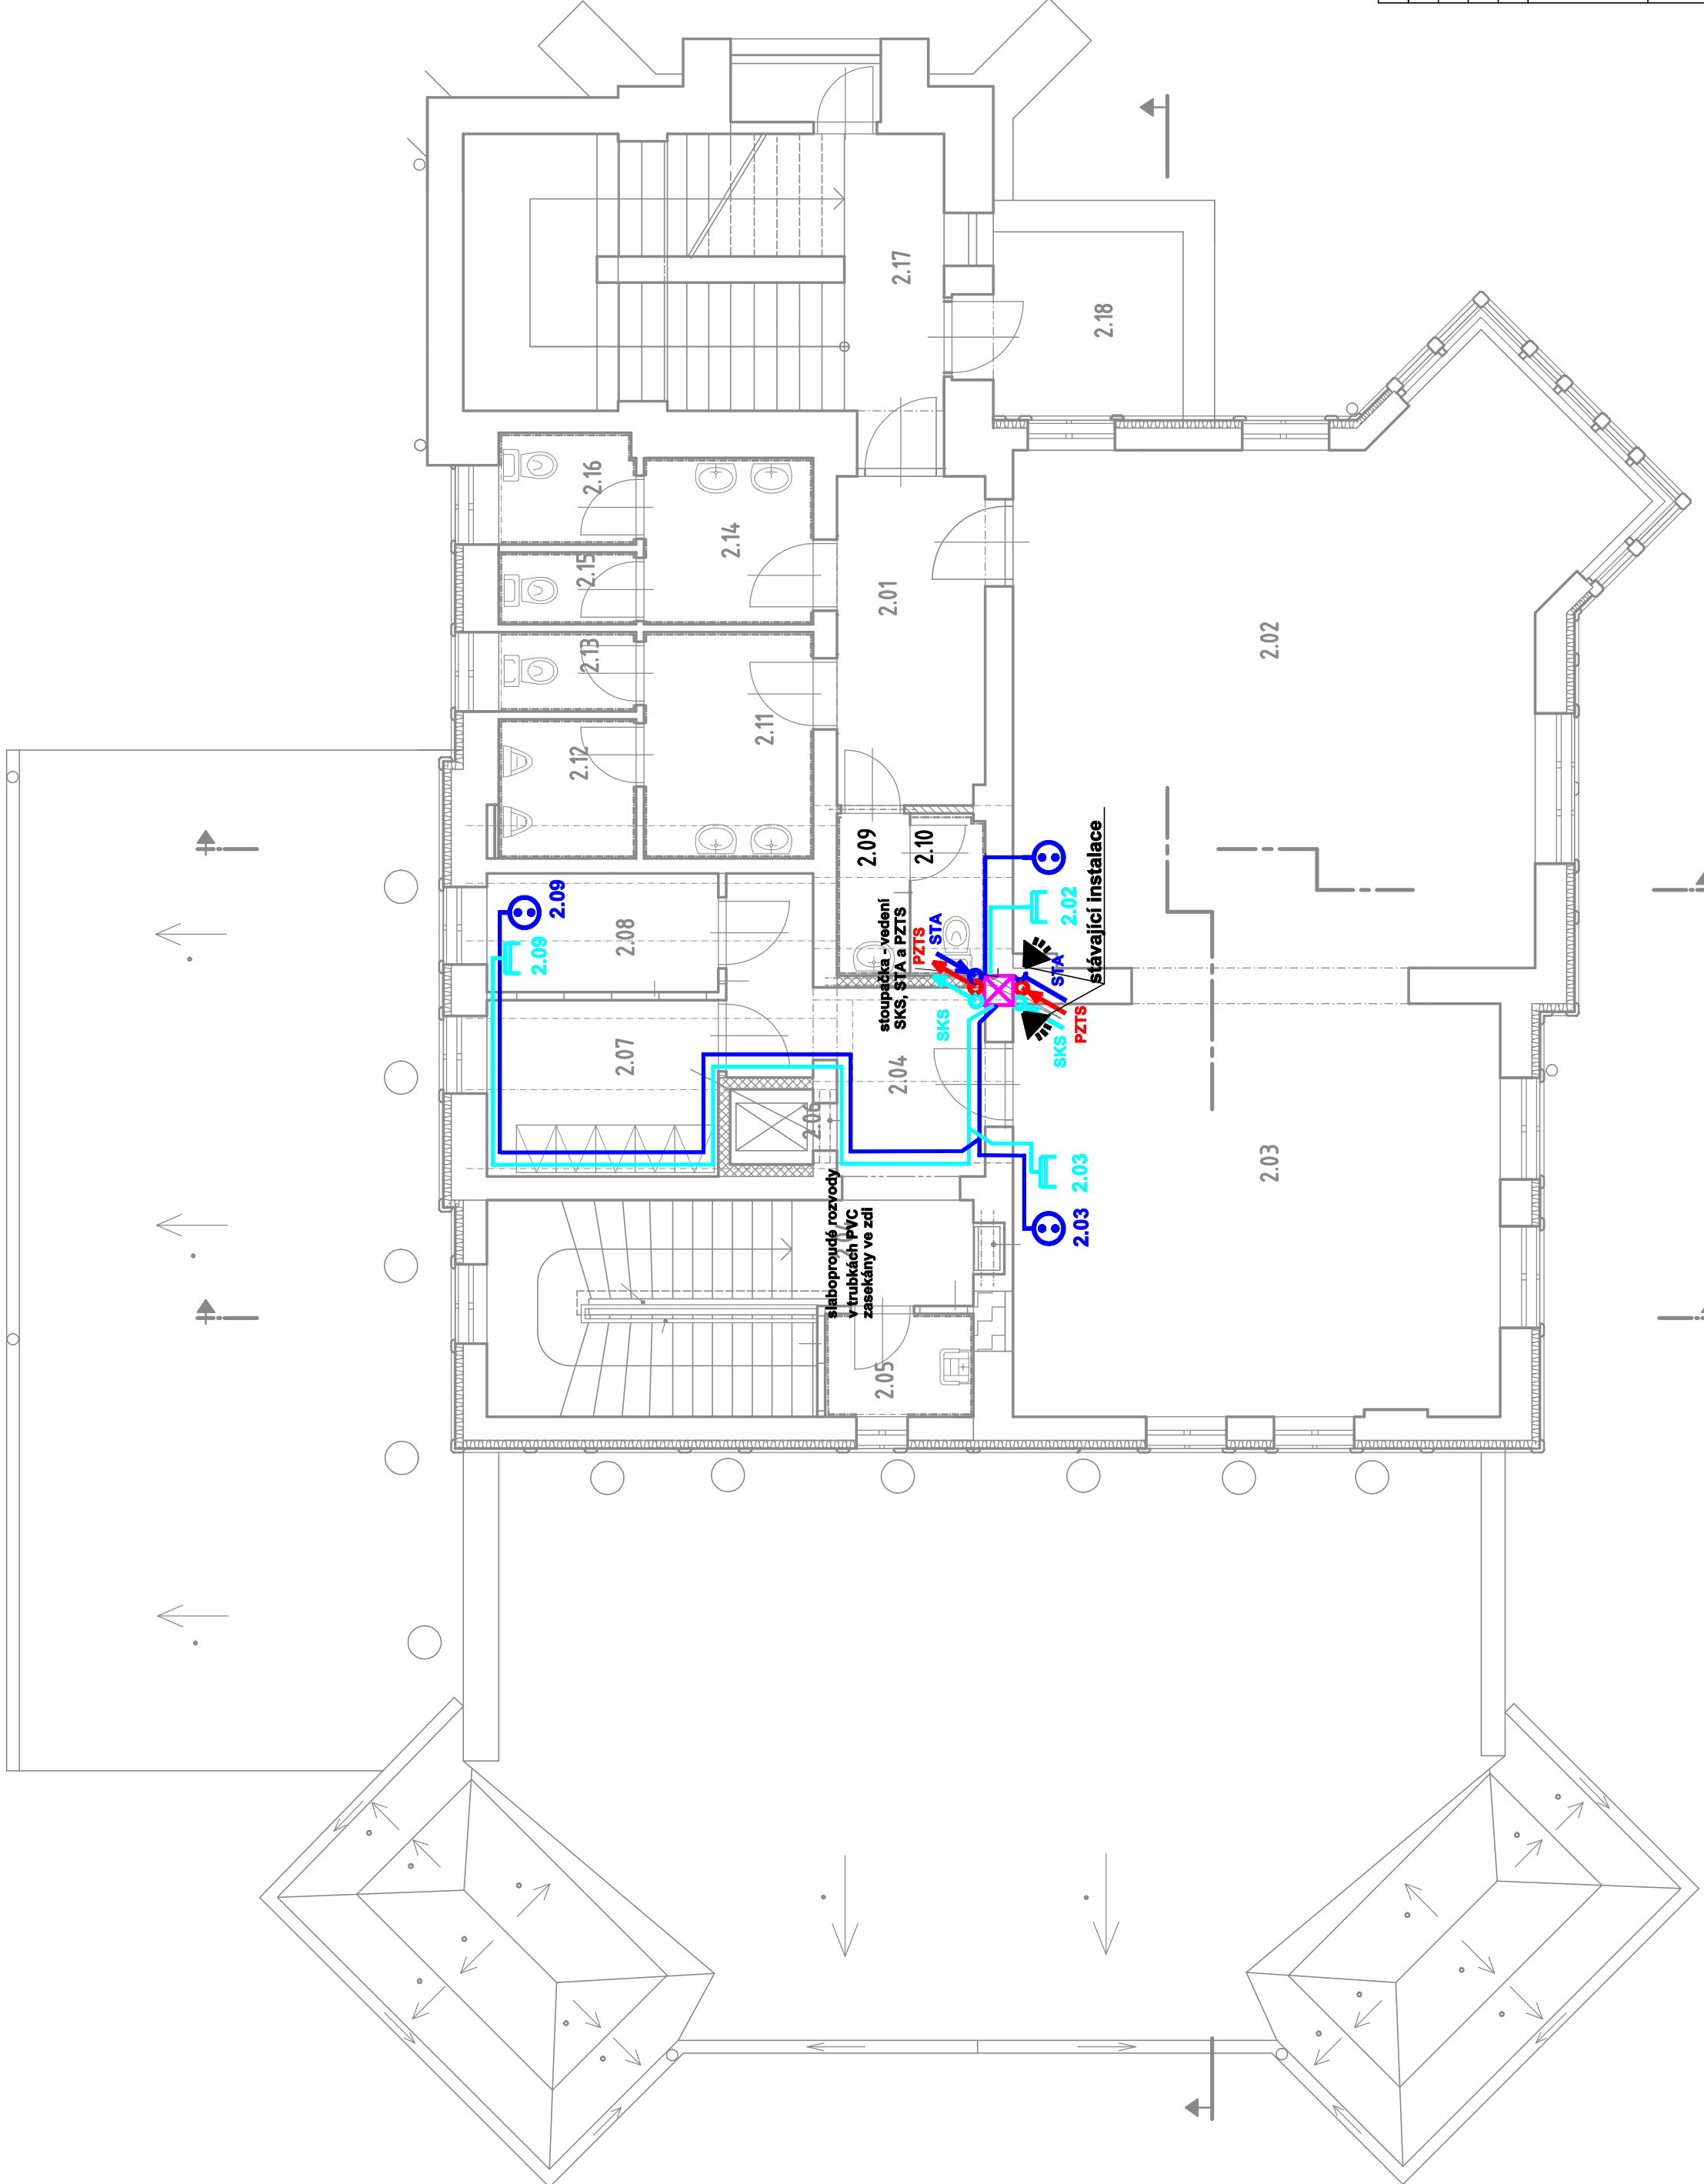 2.17
2.18
2.16
2.15
2.14
2.13
2.12
2.11
2.01
2.02
2.09
2.10
2.09
2.09
2.08
2.07
2.06
2.04
stoupačka - vedení
SKS, STA a PZTS
PZTS
STA
SKS
2.02
stávající instalace
STA
PZTS
SKS
2.03
2.03
2.03
slaboproudé rozvody
v trubkách PVC
zasekány ve zdi
2.05